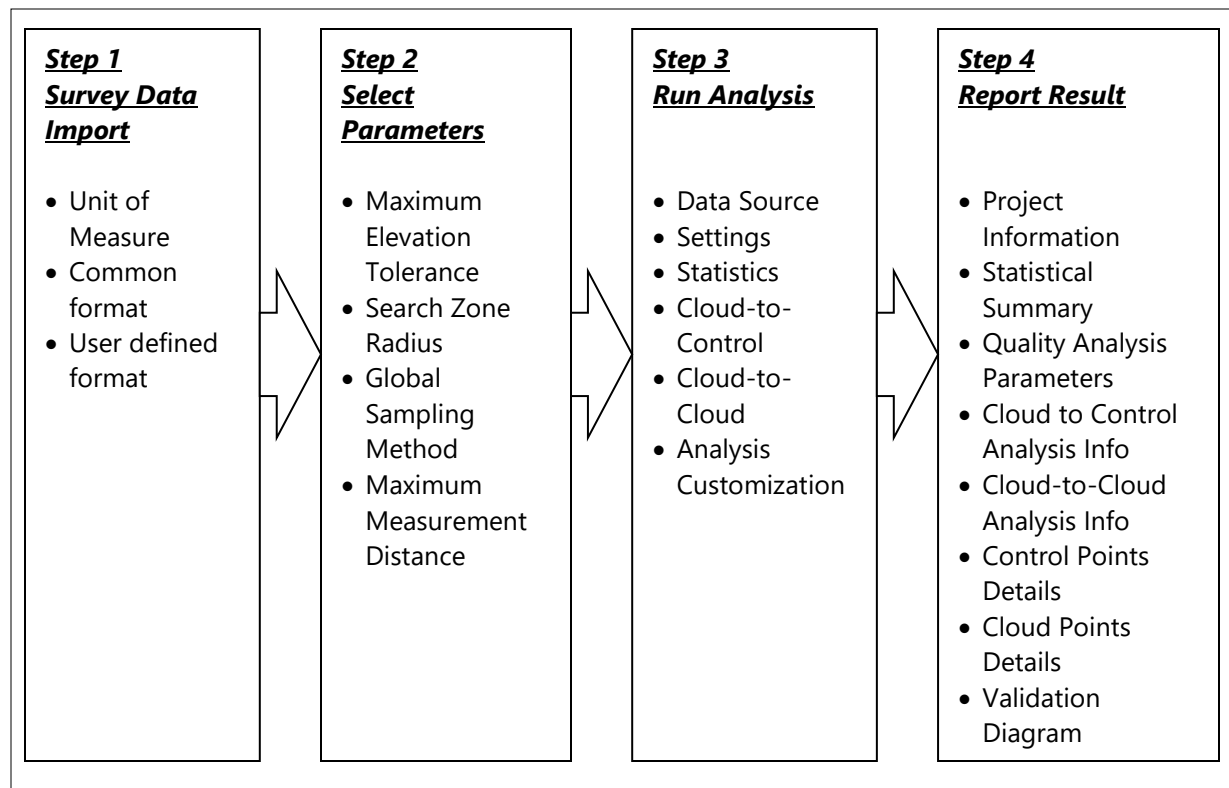 Step 1
Survey Data
Import
• Unit of
Measure
• Common
format
• User defined
format
Step 2
Select
Parameters
• Maximum
Elevation
Tolerance
• Search Zone
Radius
• Global
Sampling
Method
• Maximum
Measurement
Distance
Step 3
Run Analysis
• Data Source
• Settings
• Statistics
• Cloud-to-
Control
• Cloud-to-
Cloud
• Analysis
Customization
Step 4
Report Result
• Project
Information
• Statistical
Summary
• Quality Analysis
Parameters
• Cloud to Control
Analysis Info
• Cloud-to-Cloud
Analysis Info
• Control Points
Details
• Cloud Points
Details
• Validation
Diagram